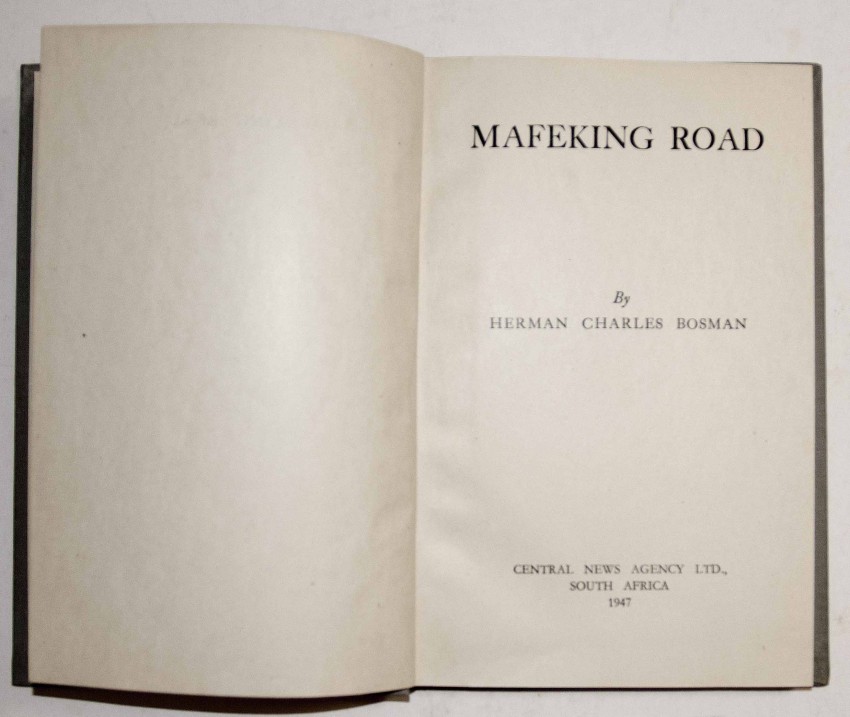 MAFEKING ROAD
By
HERMAN CHARLES BOSMAN
CENTRAL NEWS AGENCY LTD.,
SOUTH AFRICA
1947